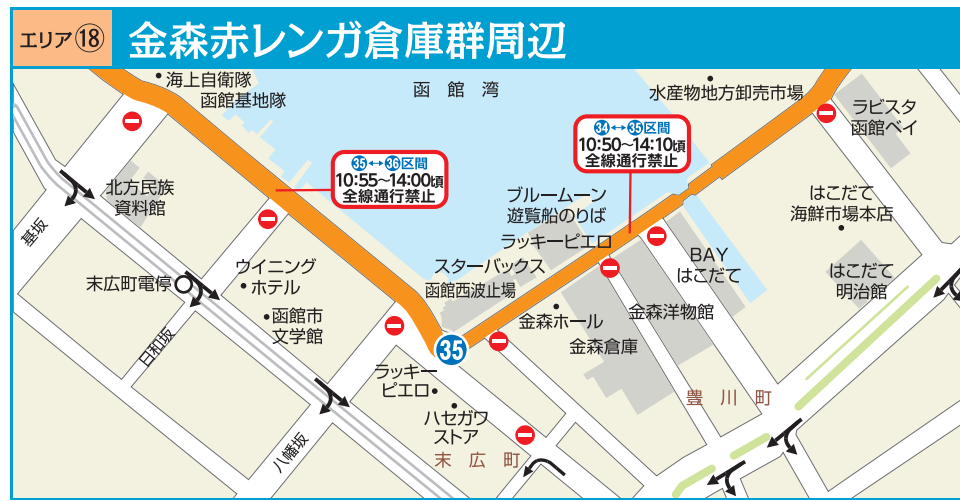 エリア⑱ 金森赤レンガ倉庫群周辺
海上自衛隊
函館基地隊
函館湾
水産物地方卸売市場
ラビスタ
函館ベイ
㉞↔㉟区間
10:50～14:10頃
全線通行禁止
㉟↔㊱区間
10:55～14:00頃
全線通行禁止
北方民族
資料館
基坂
ブルームーン
遊覧船のりば
ラッキーピエロ
はこだて
海鮮市場本店
BAY
はこだて
はこだて
明治館
スターバックス
函館西波止場
ウイニング
ホテル
末広町電停
函館市
文学館
金森洋物館
金森ホール
金森倉庫
日和坂
35
ラッキー
ピエロ
ハセガワ
ストア
豊川町
末広町
八幡坂